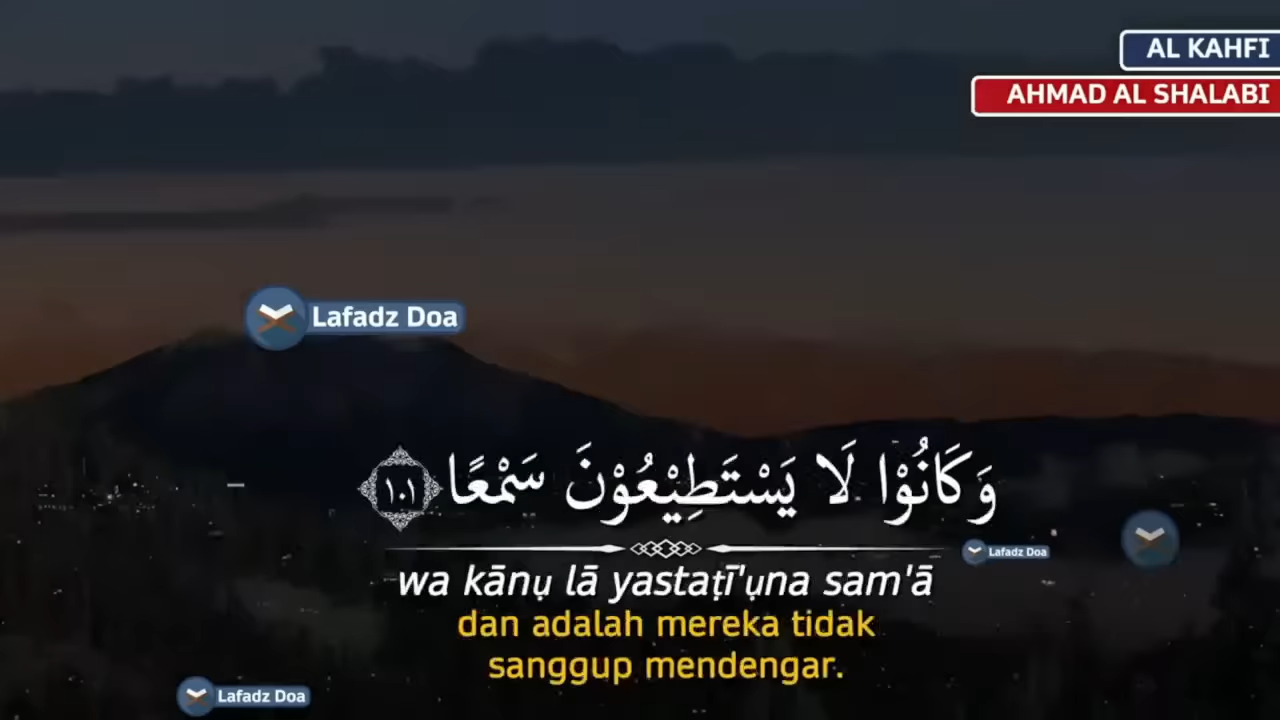 AL KAHFI
AHMAD AL SHALABI
Lafadz Doa
وَكَانُوْا لَا يَسْتَطِيْعُوْنَ سَمْعًا ١٠١
Lafadz Doa
wa kānụ lā yastaṭī'ụna sam'ā
dan adalah mereka tidak
sanggup mendengar.
Lafadz Doa